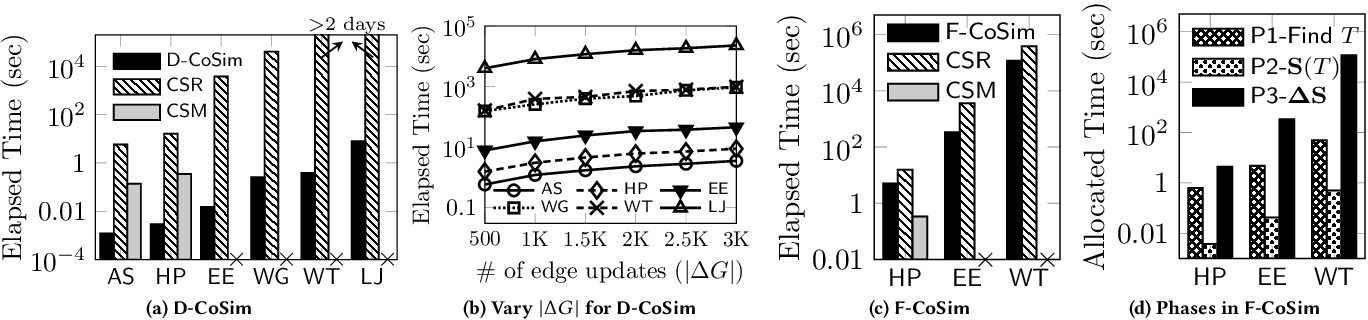 Elapsed Time (sec)
10^4
10^2
1
0.01
10^−4
>2 days
D-CoSim
CSR
CSM
AS HP EE WG WT LJ
(a) D-CoSim
Elapsed Time (sec)
10^5
10^3
10^1
0.1
AS HP EE
WG WT LJ
500 1K 1.5K 2K 2.5K 3K
# of edge updates (|ΔG|)
(b) Vary |ΔG| for D-CoSim
Elapsed Time (sec)
10^6
10^4
10^2
1
0.01
F-CoSim
CSR
CSM
HP EE WT
(c) F-CoSim
Allocated Time (sec)
10^6
10^4
10^2
1
0.01
P1-Find T
P2-S(T)
P3-ΔS
HP EE WT
(d) Phases in F-CoSim